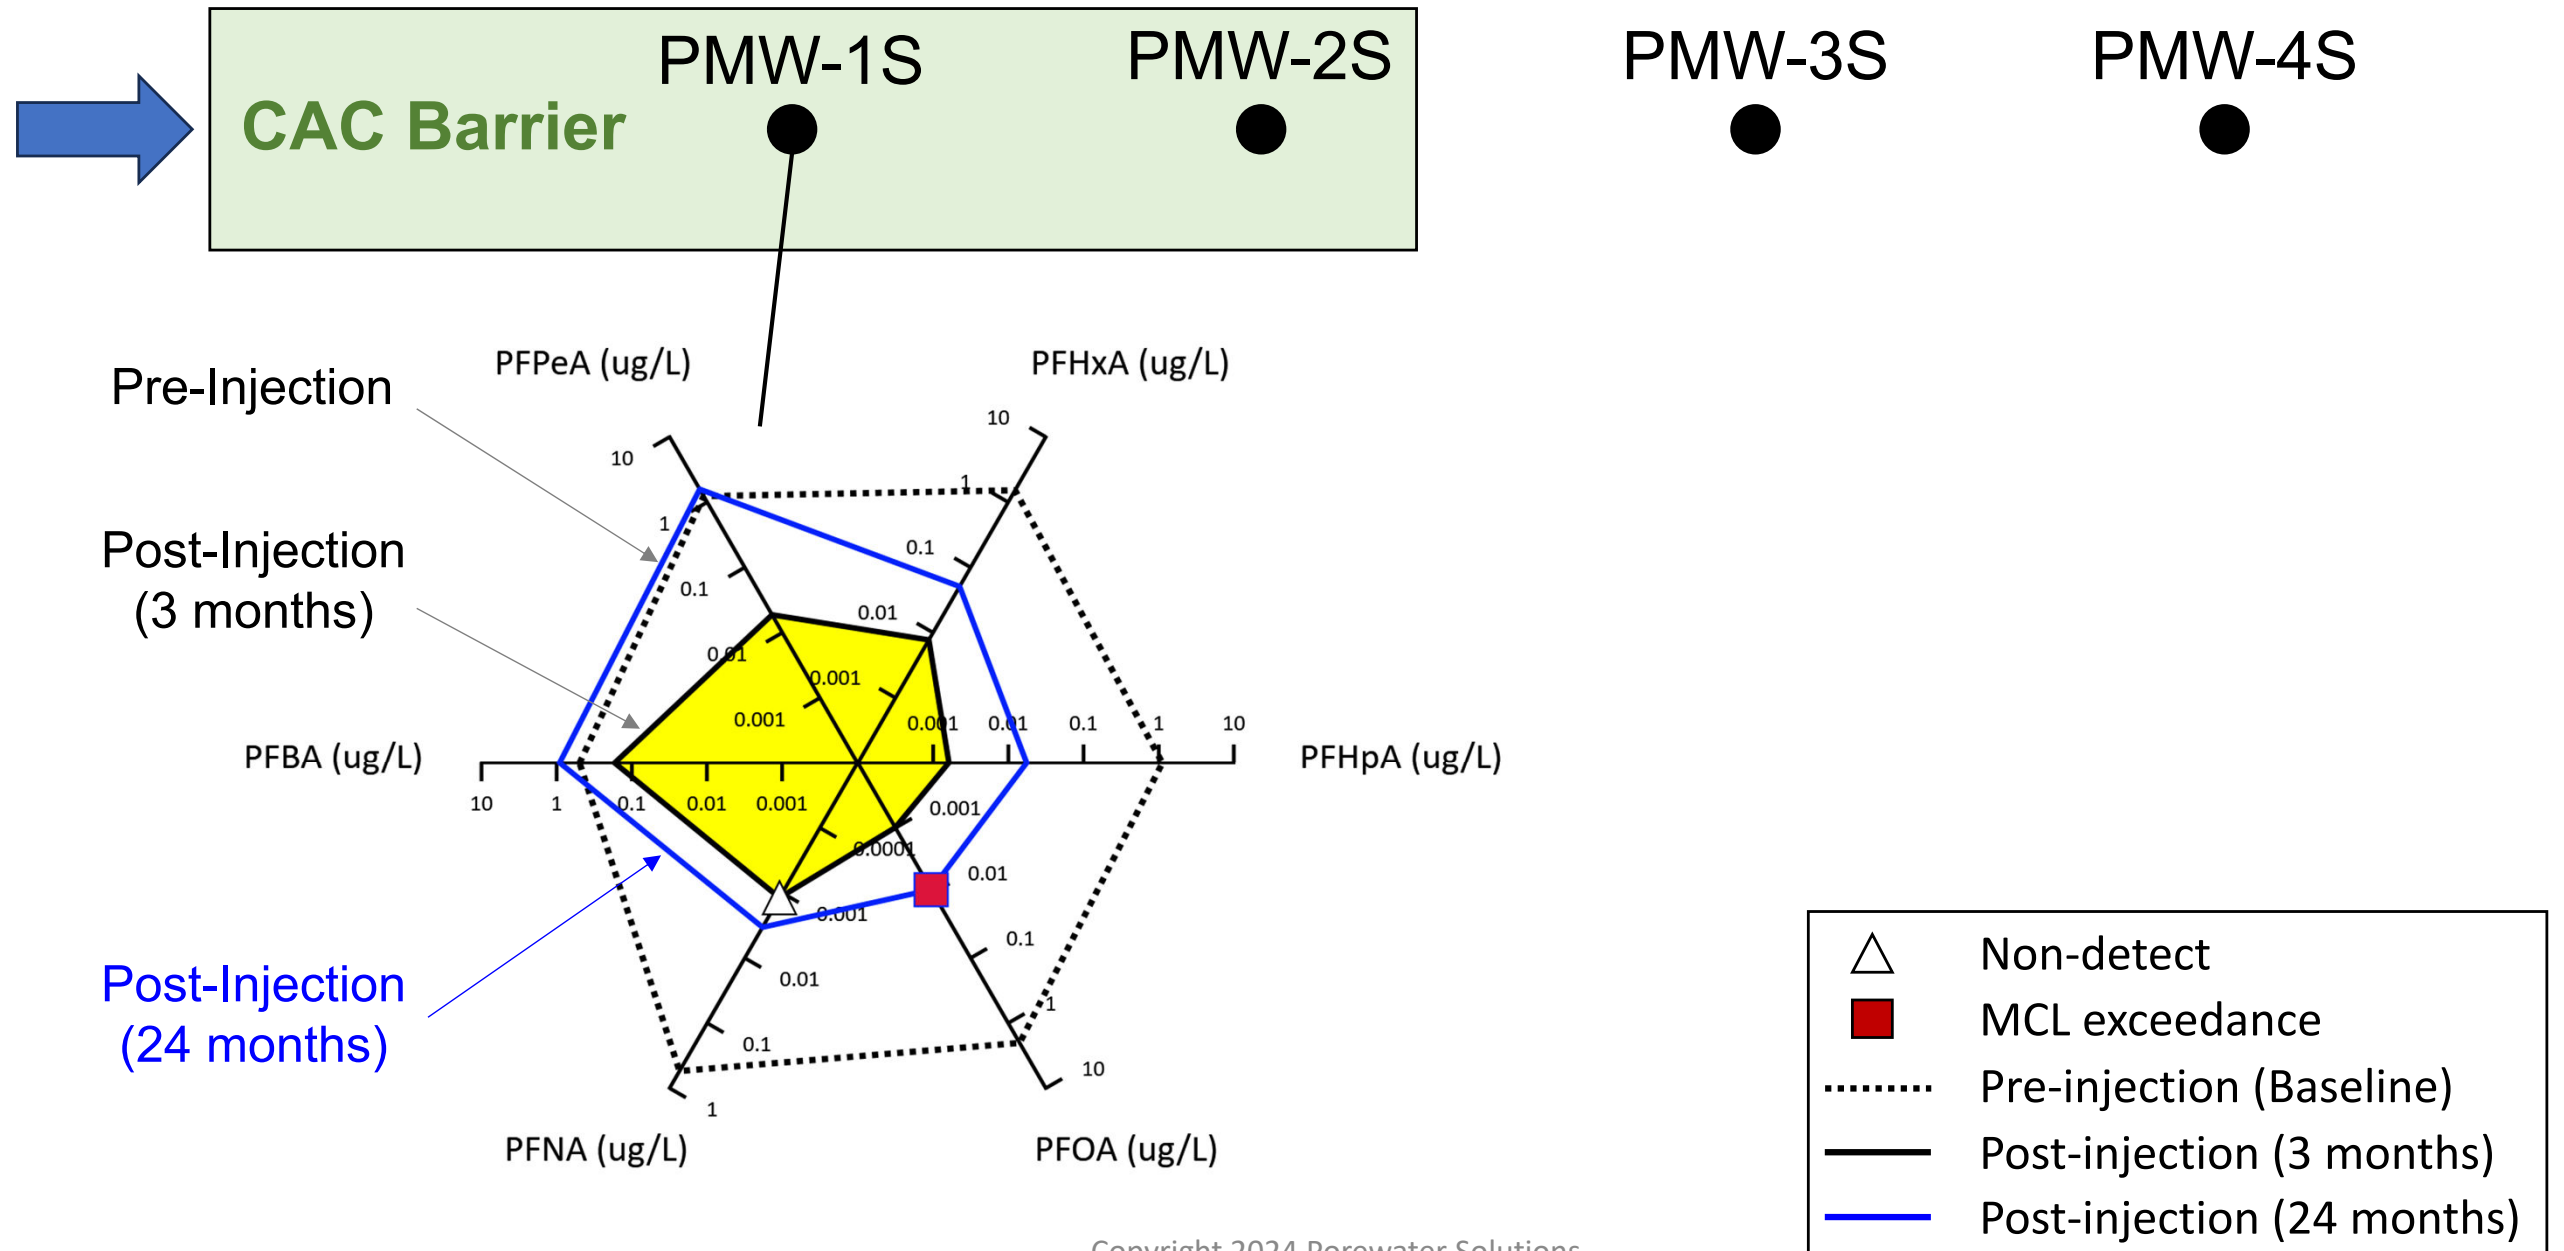 PMW-1S
PMW-2S
PMW-3S
PMW-4S
CAC Barrier
PFPeA (ug/L)
PFHxA (ug/L)
Pre-Injection
10
10
1
1
Post-Injection
(3 months)
0.1
0.1
0.01
0.01
0.001
0.001
0.001
0.01
0.1
1
10
PFBA (ug/L)
PFHpA (ug/L)
10
1
0.1
0.01
0.001
0.001
0.0001
0.01
0.001
0.1
0.01
1
0.1
10
1
Post-Injection
(24 months)
PFNA (ug/L)
PFOA (ug/L)
Non-detect
MCL exceedance
Pre-injection (Baseline)
Post-injection (3 months)
Post-injection (24 months)
Copyright 2024 Porewater Solutions